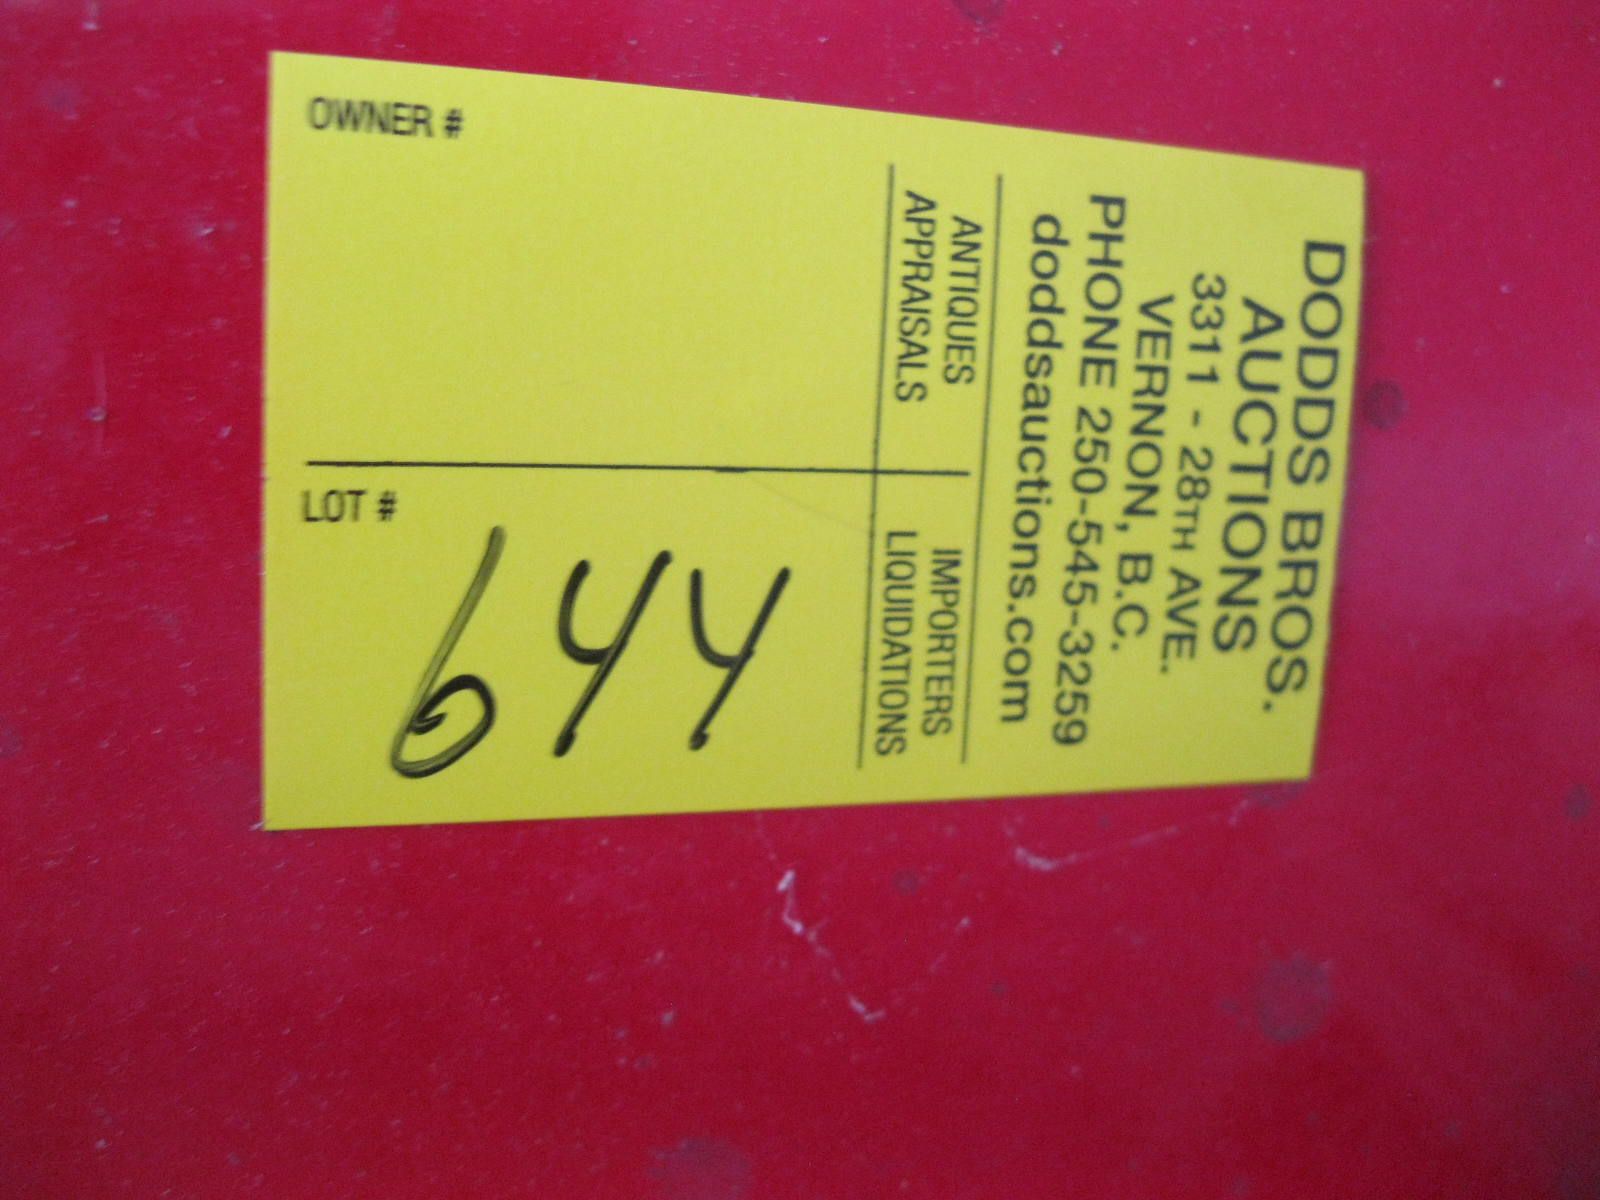 DODDS BROS.
AUCTIONS
3311 - 28TH AVE.
VERNON, B.C.
PHONE 250-545-3259
doddsauctions.com
ANTIQUES
APPRAISALS
IMPORTERS
LIQUIDATIONS
OWNER #
LOT #
644